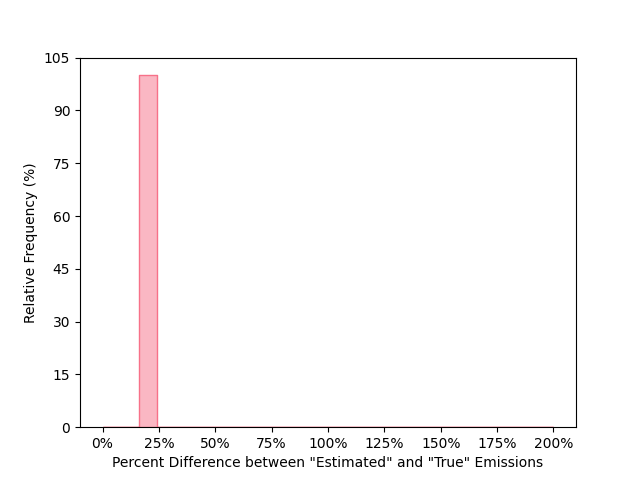 105
90
75
60
45
30
15
0
Relative Frequency (%)
0% 25% 50% 75% 100% 125% 150% 175% 200%
Percent Difference between "Estimated" and "True" Emissions